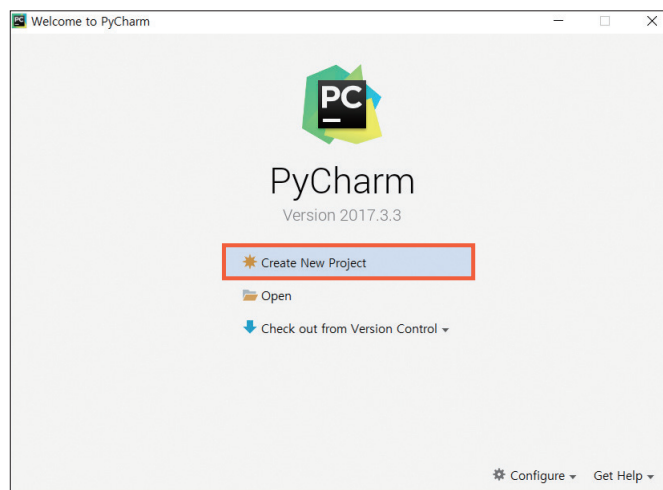 Welcome to PyCharm
PC
PyCharm
Version 2017.3.3
Create New Project
Open
Check out from Version Control
Configure Get Help